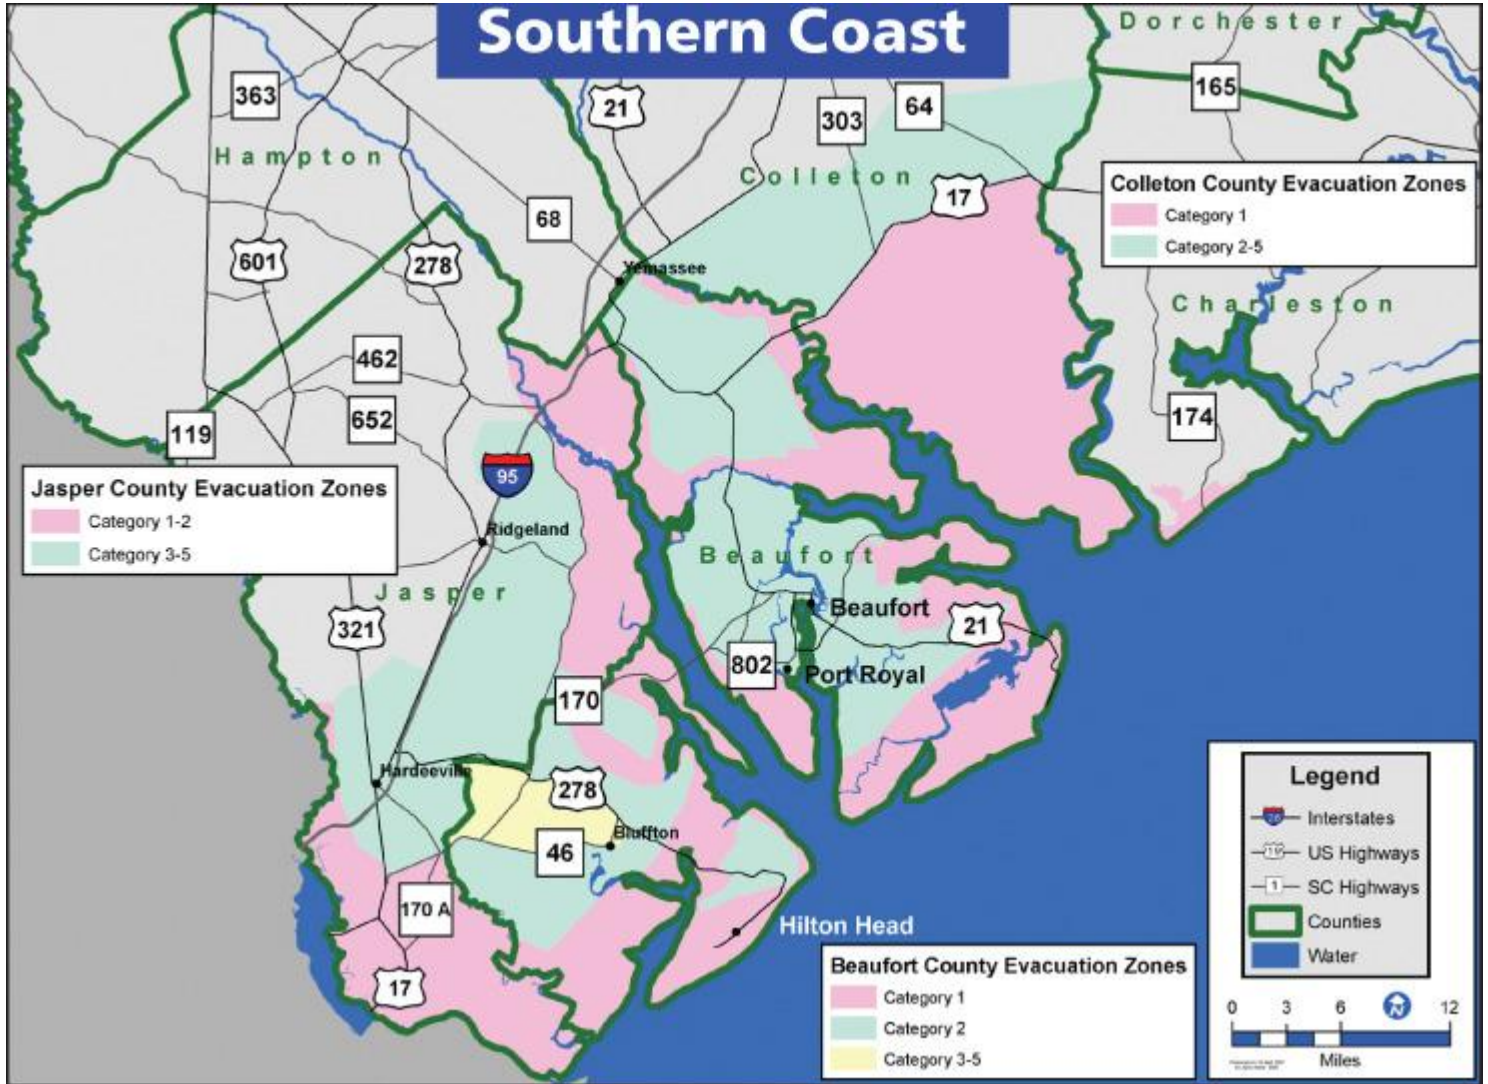 Southern Coast
Dorchester
363
21
303
64
165
Hampton
Colleton
17
68
601
278
Yemassee
Colleton County Evacuation Zones
Category 1
Category 2-5
Charleston
462
652
119
174
95
Jasper County Evacuation Zones
Category 1-2
Category 3-5
Ridgeland
Jasper
Beaufort
Beaufort
321
21
802
Port Royal
170
Hardeeville
278
Bluffton
46
170 A
17
Hilton Head
Beaufort County Evacuation Zones
Category 1
Category 2
Category 3-5
Legend
Interstates
US Highways
1
SC Highways
Counties
Water
0 3 6 N 12
Miles